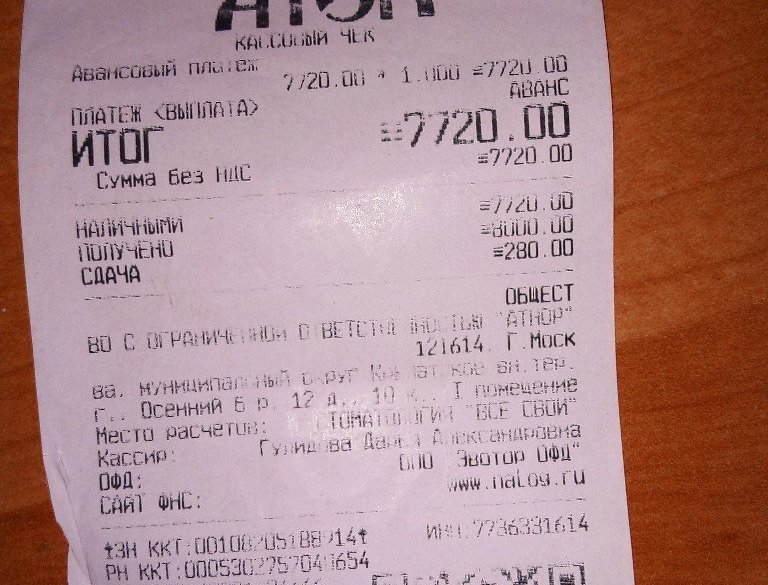 АТОЛ
КАССОВЫЙ ЧЕК
Авансовый платеж 7720.00 * 1.000 ≡7720.00
АВАНС
ПЛАТЕЖ <ВЫПЛАТА>
ИТОГ ≡7720.00
Сумма без НДС ≡7720.00
НАЛИЧНЫМИ ≡7720.00
ПОЛУЧЕНО ≡8000.00
СДАЧА ≡280.00
ОБЩЕСТ
ВО С ОГРАНИЧЕННОЙ ОТВЕТСТВЕННОСТЬЮ "АТНОР"
121614, Г.Моск
ва, муниципальный округ вн.тер.
г., Осенний б-р, 12 д., 10 к., I помещение
Место расчетов: СТОМАТОЛОГИЯ "ВСЕ СВОИ"
Кассир: Дарья Александровна
ОФД: ООО "Эвотор ОФД"
САЙТ ФНС: www.nalog.ru
ЗН ККТ: ИНН:7736331614
РН ККТ: